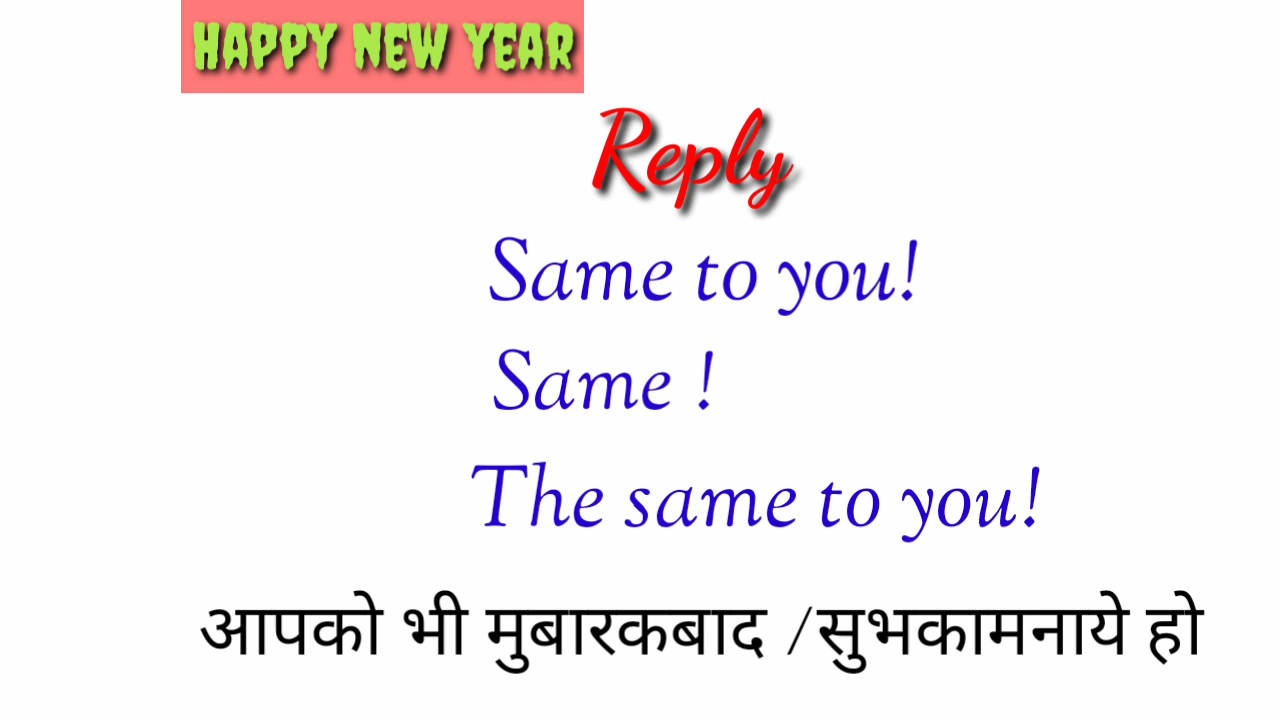 HAPPY NEW YEAR
Reply
Same to you!
Same !
The same to you!
आपको भी मुबारकबाद /सुभकामनाये हो